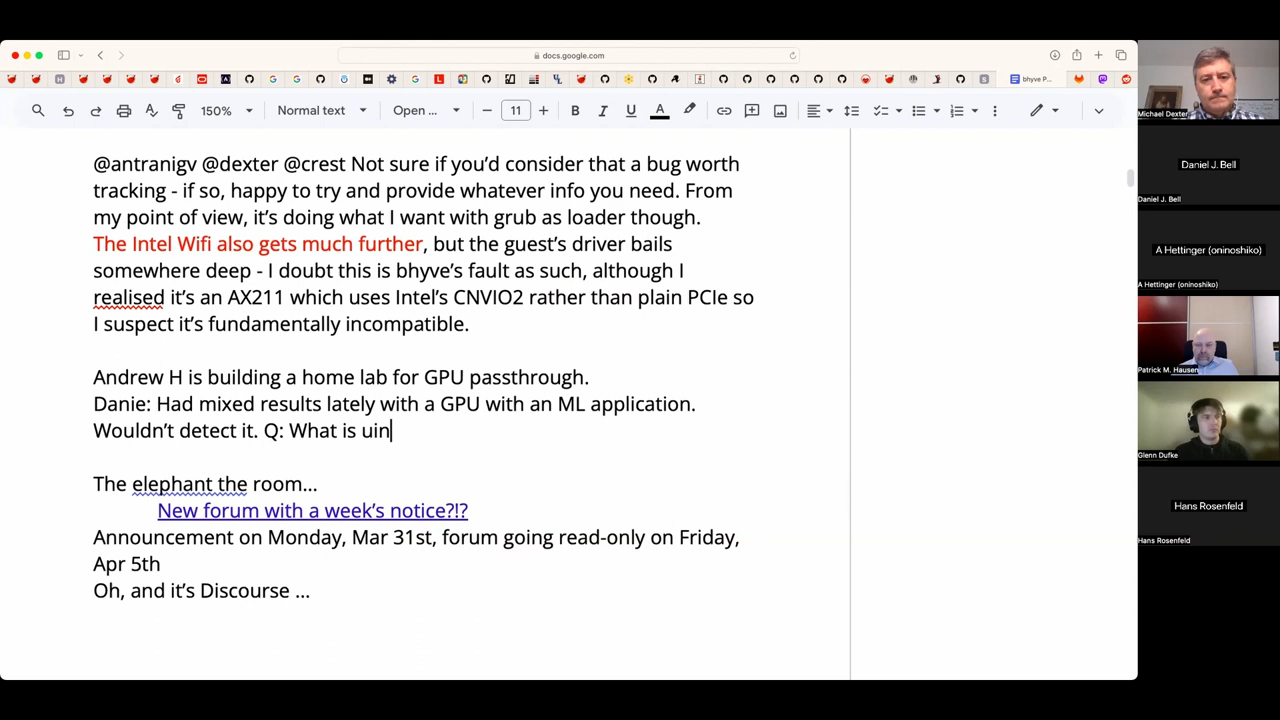 docs.google.com
bhyve P...
150%
Normal text
Open ...
11
@antranigv @dexter @crest Not sure if you’d consider that a bug worth
tracking - if so, happy to try and provide whatever info you need. From
my point of view, it’s doing what I want with grub as loader though.
The Intel Wifi also gets much further, but the guest’s driver bails
somewhere deep - I doubt this is bhyve’s fault as such, although I
realised it’s an AX211 which uses Intel’s CNVIO2 rather than plain PCIe so
I suspect it’s fundamentally incompatible.
Andrew H is building a home lab for GPU passthrough.
Danie: Had mixed results lately with a GPU with an ML application.
Wouldn’t detect it. Q: What is uin
The elephant the room...
New forum with a week’s notice?!?
Announcement on Monday, Mar 31st, forum going read-only on Friday,
Apr 5th
Oh, and it’s Discourse ...
Michael Dexter
Daniel J. Bell
Daniel J. Bell
A Hettinger (oninoshiko)
A Hettinger (oninoshiko)
Patrick M. Hausen
Glenn Dufke
Hans Rosenfeld
Hans Rosenfeld